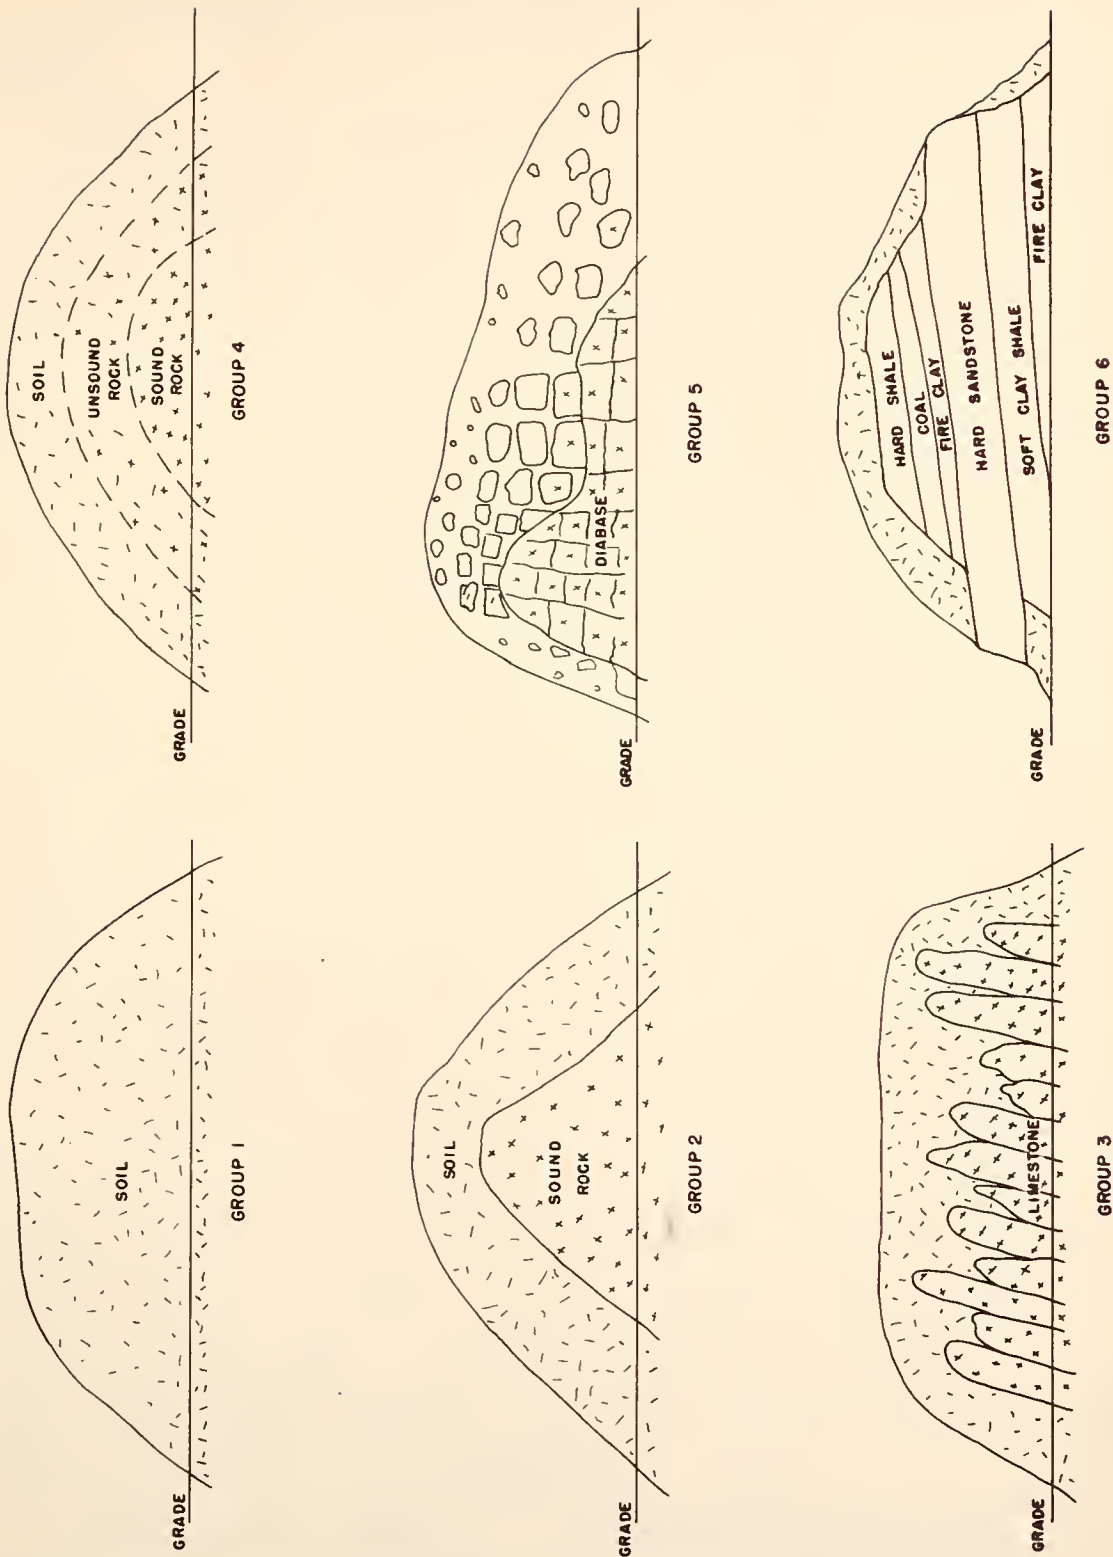 SOIL
GRADE
GROUP 1
SOIL
SOUND
ROCK
GRADE
GROUP 2
LIMESTONE
GRADE
GROUP 3
SOIL
UNSOUND
ROCK
SOUND
ROCK
GRADE
GROUP 4
DIABASE
GRADE
GROUP 5
HARD SHALE
COAL
FIRE CLAY
HARD SANDSTONE
SOFT CLAY SHALE
FIRE CLAY
GRADE
GROUP 6